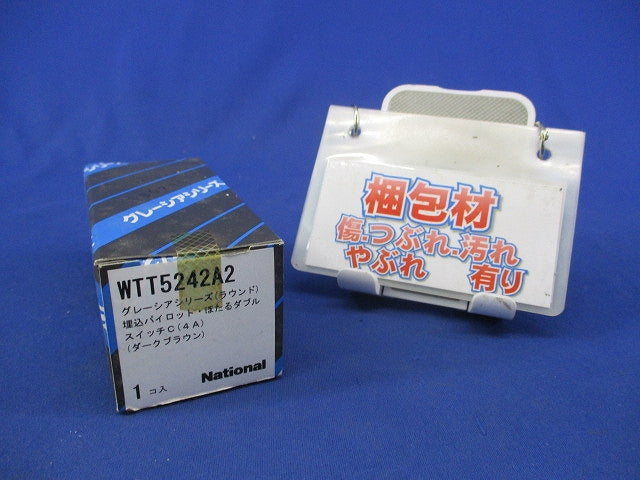 グレーシアシリーズ
WTT5242A2
グレーシアシリーズ(ラウンド)
埋込パイロット・ほたるダブル
スイッチC(4A)
(ダークブラウン)
National
1 コ入
梱包材
傷.つぶれ.汚れ
やぶれ 有り